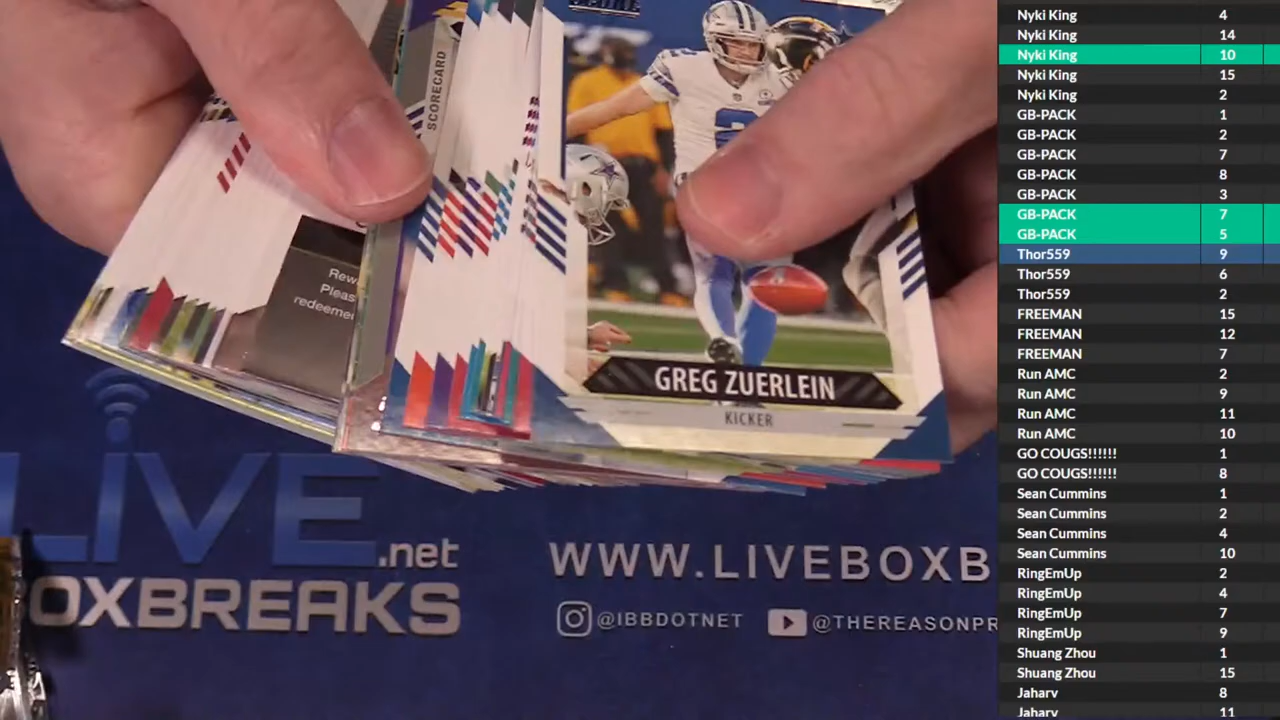 SCORE
SCORECARD
2
Rew
Pleas
redeeme
GREG ZUERLEIN
KICKER
LIVE
.net
OXBREAKS
WWW.LIVEBOXB
@IBBDOTNET
@THEREASONPR
Nyki King 4
Nyki King 14
Nyki King 10
Nyki King 15
Nyki King 2
GB-PACK 1
GB-PACK 2
GB-PACK 7
GB-PACK 8
GB-PACK 3
GB-PACK 7
GB-PACK 5
Thor559 9
Thor559 6
Thor559 2
FREEMAN 15
FREEMAN 12
FREEMAN 7
Run AMC 2
Run AMC 9
Run AMC 11
Run AMC 10
GO COUGS!!!!!! 1
GO COUGS!!!!!! 8
Sean Cummins 1
Sean Cummins 2
Sean Cummins 4
Sean Cummins 10
RingEmUp 2
RingEmUp 4
RingEmUp 7
RingEmUp 9
Shuang Zhou 1
Shuang Zhou 15
Jaharv 8
Jaharv 11